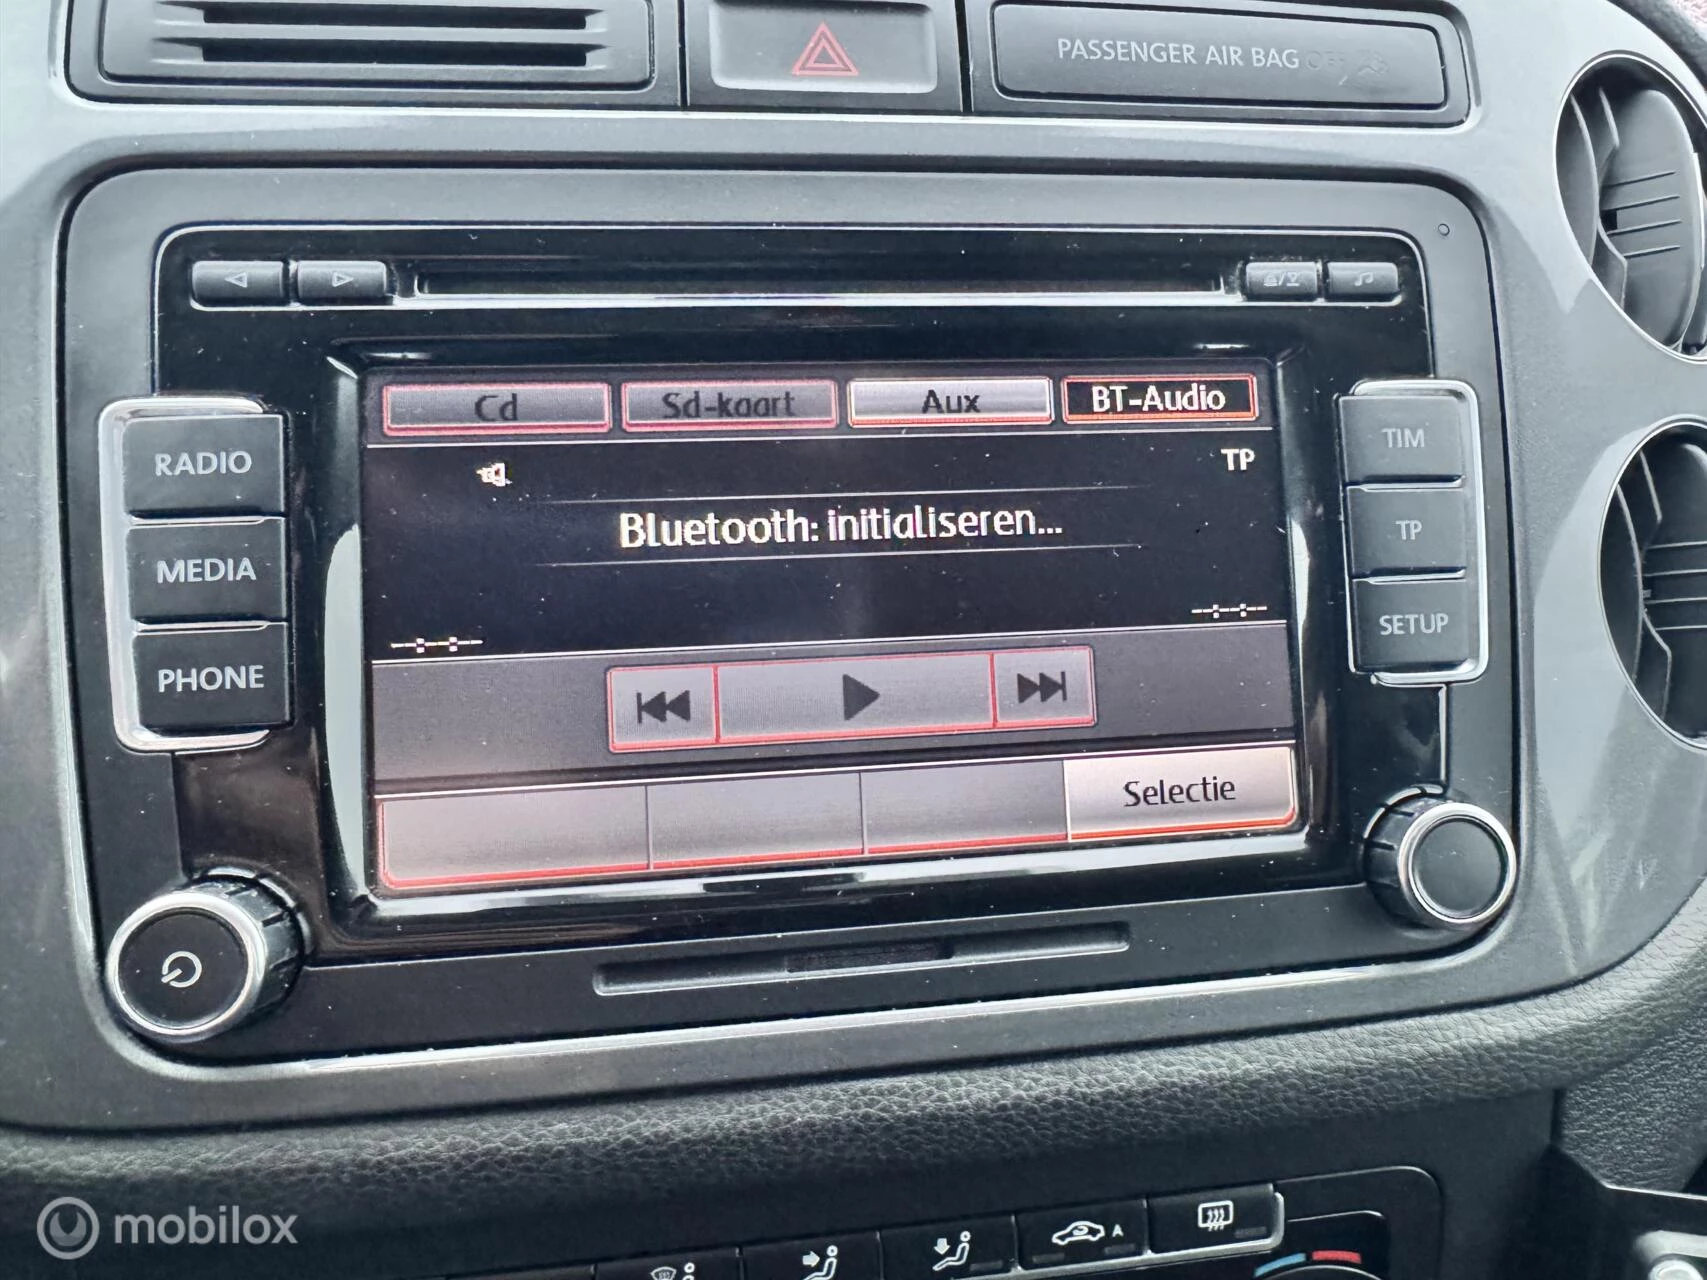 PASSENGER AIR BAG OFF
RADIO
MEDIA
PHONE
Cd
Sd-kaart
Aux
BT-Audio
TP
Bluetooth: initialiseren...
--:--:--
--:--:--
Selectie
TIM
TP
SETUP
A
mobilox